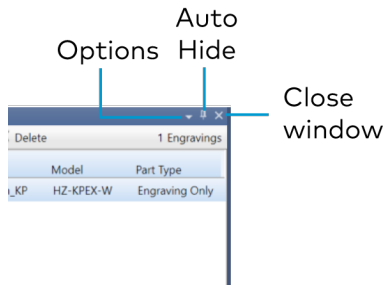 Auto
Options Hide
Close
window
Delete 1 Engravings
Model Part Type
_KP HZ-KPEX-W Engraving Only